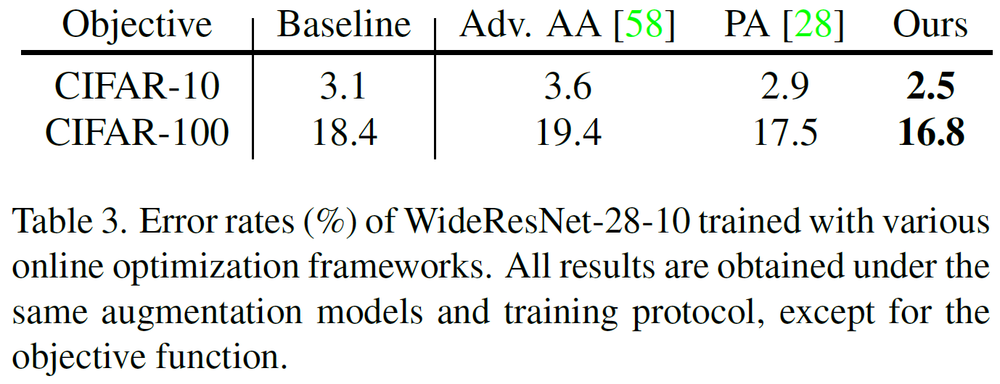 Objective Baseline Adv. AA [58] PA [28] Ours
CIFAR-10 3.1 3.6 2.9 2.5
CIFAR-100 18.4 19.4 17.5 16.8
Table 3. Error rates (%) of WideResNet-28-10 trained with various
online optimization frameworks. All results are obtained under the
same augmentation models and training protocol, except for the
objective function.